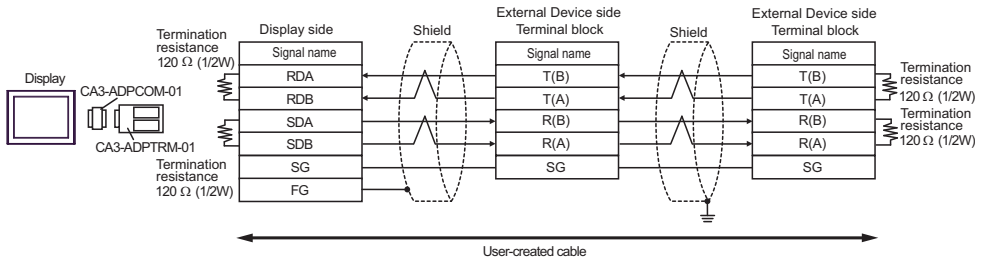 Display
CA3-ADPCOM-01
CA3-ADPTRM-01
Termination
resistance
120 Ω (1/2W)
Termination
resistance
120 Ω (1/2W)
Display side
Signal name
RDA
RDB
SDA
SDB
SG
FG
Shield
External Device side
Terminal block
Signal name
T(B)
T(A)
R(B)
R(A)
SG
Shield
External Device side
Terminal block
Signal name
T(B)
T(A)
R(B)
R(A)
SG
Termination
resistance
120 Ω (1/2W)
Termination
resistance
120 Ω (1/2W)
User-created cable